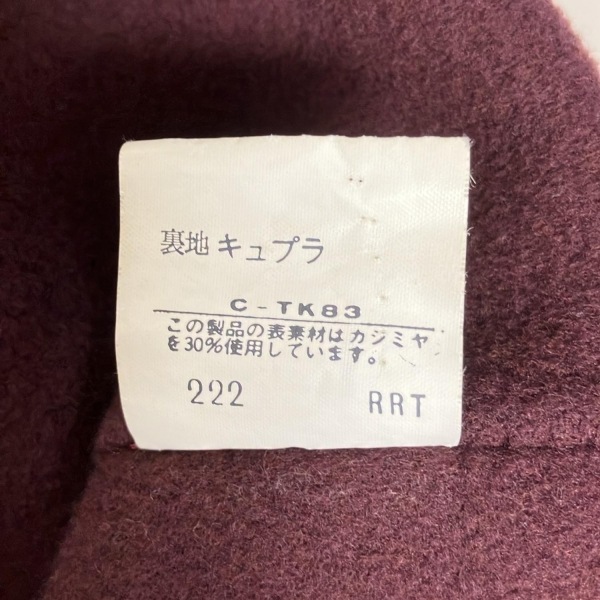 裏地 キュプラ
C-TK83
この製品の表素材はカシミヤ
を30%使用しています。
222 RRT